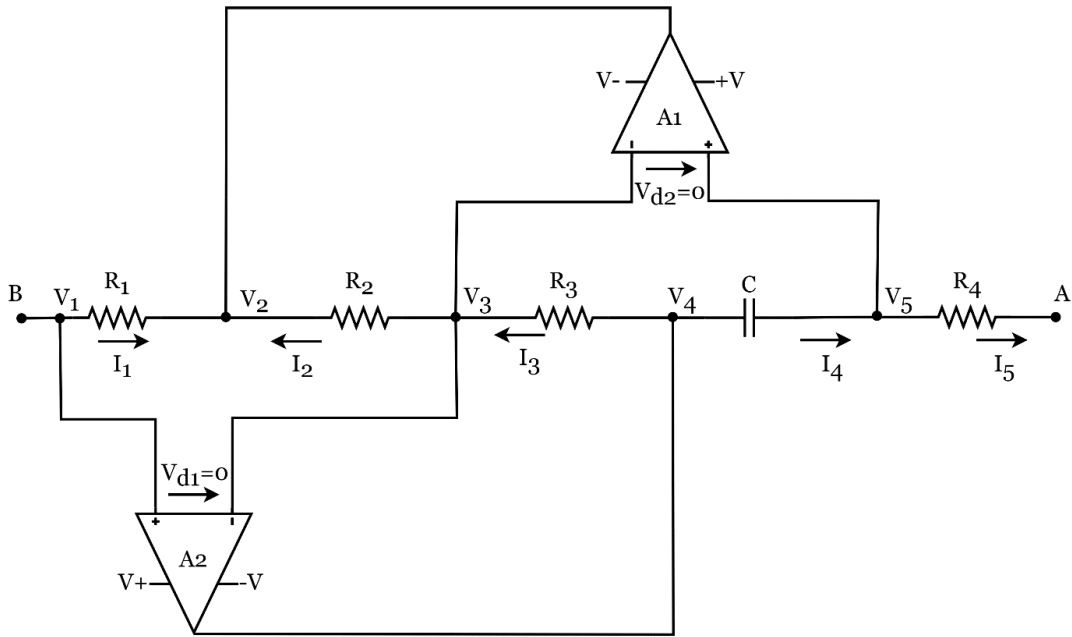 V- +V
A1
- +
Vd2=0
B V1 R1 V2 R2 V3 R3 V4 C V5 R4 A
I1 I2 I3 I4 I5
Vd1=0
+ -
A2
V+ -V